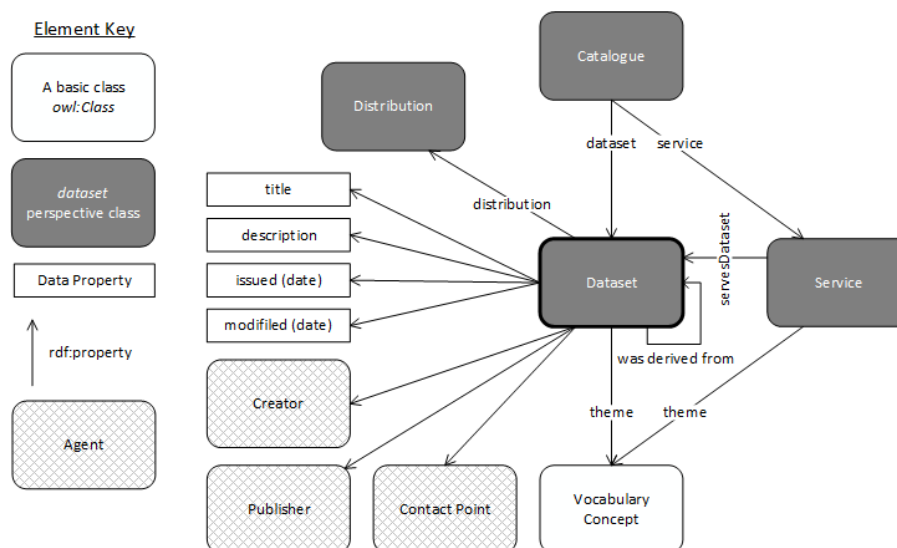 Element Key
A basic class
owl:Class
dataset
perspective class
Data Property
rdf:property
Agent
Catalogue
Distribution
dataset
service
distribution
title
description
issued (date)
modifiled (date)
Dataset
servesDataset
Service
was derived from
Creator
theme
theme
Publisher
Contact Point
Vocabulary
Concept